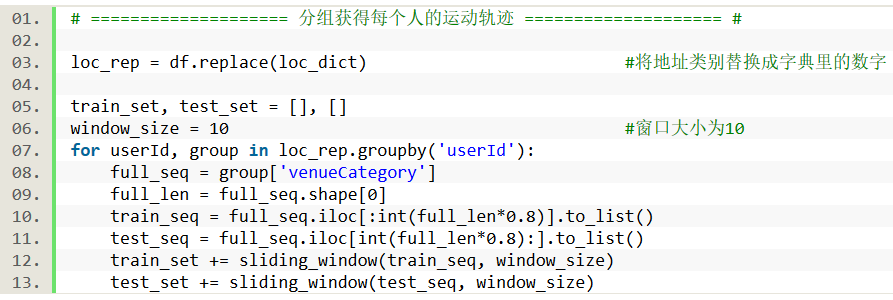 01. # ==================== 分组获得每个人的运动轨迹 ==================== #
02.
03. loc_rep = df.replace(loc_dict) #将地址类别替换成字典里的数字
04.
05. train_set, test_set = [], []
06. window_size = 10 #窗口大小为10
07. for userId, group in loc_rep.groupby('userId'):
08.     full_seq = group['venueCategory']
09.     full_len = full_seq.shape[0]
10.     train_seq = full_seq.iloc[:int(full_len*0.8)].to_list()
11.     test_seq = full_seq.iloc[int(full_len*0.8):].to_list()
12.     train_set += sliding_window(train_seq, window_size)
13.     test_set += sliding_window(test_seq, window_size)